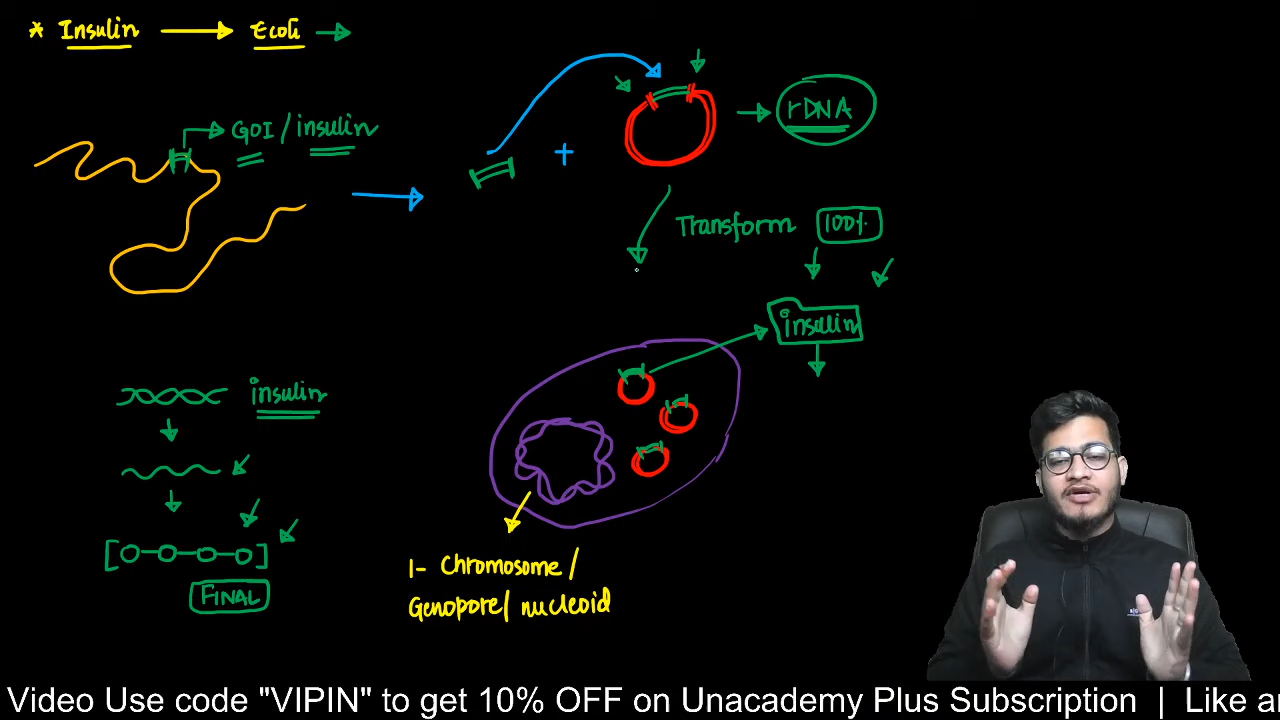 * Insulin → Ecoli →
GOI / insulin
+
rDNA
Transform 100%
insulin
insulin
[O-O-O-O]
FINAL
1- Chromosome /
Genopore/ nucleoid
Video Use code "VIPIN" to get 10% OFF on Unacademy Plus Subscription | Like a